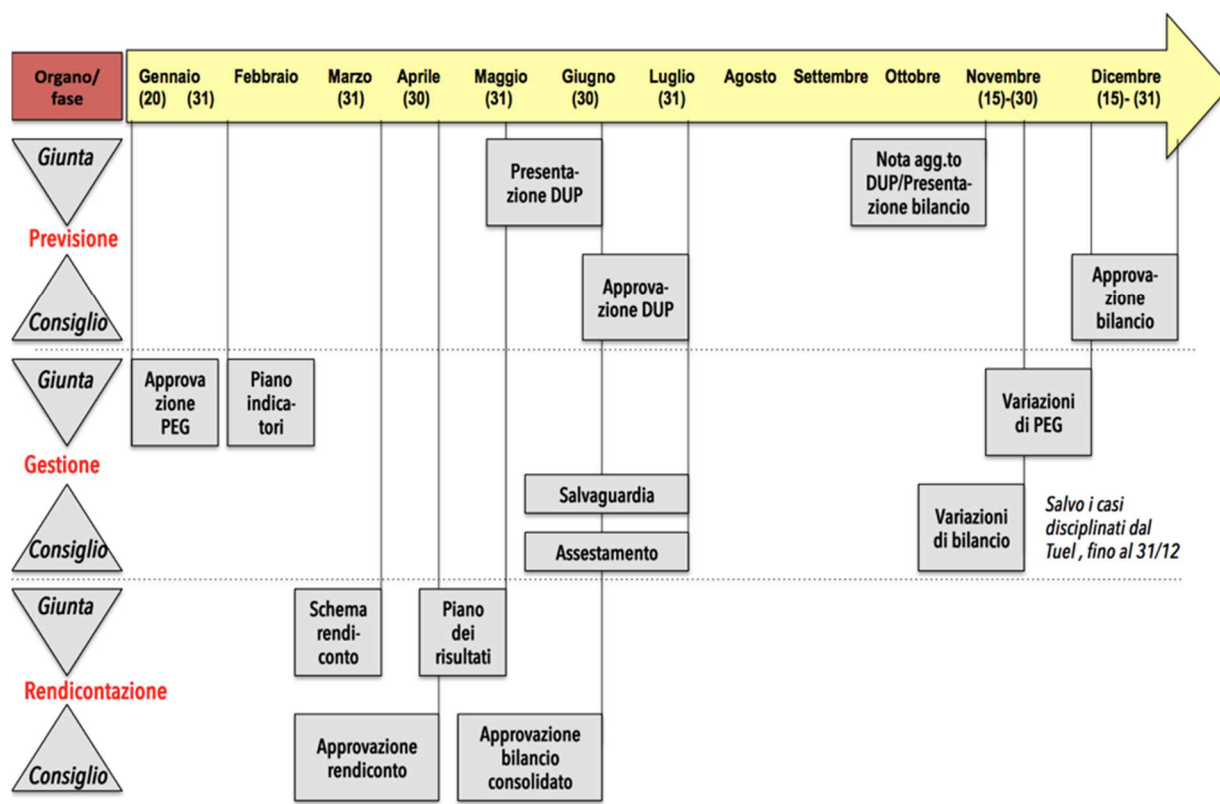 Organo/
fase
Gennaio
(20) (31)
Febbraio
Marzo
(31)
Aprile
(30)
Maggio
(31)
Giugno
(30)
Luglio
(31)
Agosto
Settembre
Ottobre
Novembre
(15)-(30)
Dicembre
(15)- (31)
Giunta
Previsione
Consiglio
Presenta-
zione DUP
Nota agg.to
DUP/Presenta-
zione bilancio
Approva-
zione DUP
Approva-
zione
bilancio
Giunta
Gestione
Consiglio
Approva
zione
PEG
Piano
indica-
tori
Variazioni
di PEG
Salvaguardia
Assestamento
Variazioni
di bilancio
Salvo i casi
disciplinati dal
Tuel , fino al 31/12
Giunta
Rendicontazione
Consiglio
Schema
rendi-
conto
Piano
dei
risultati
Approvazione
rendiconto
Approvazione
bilancio
consolidato